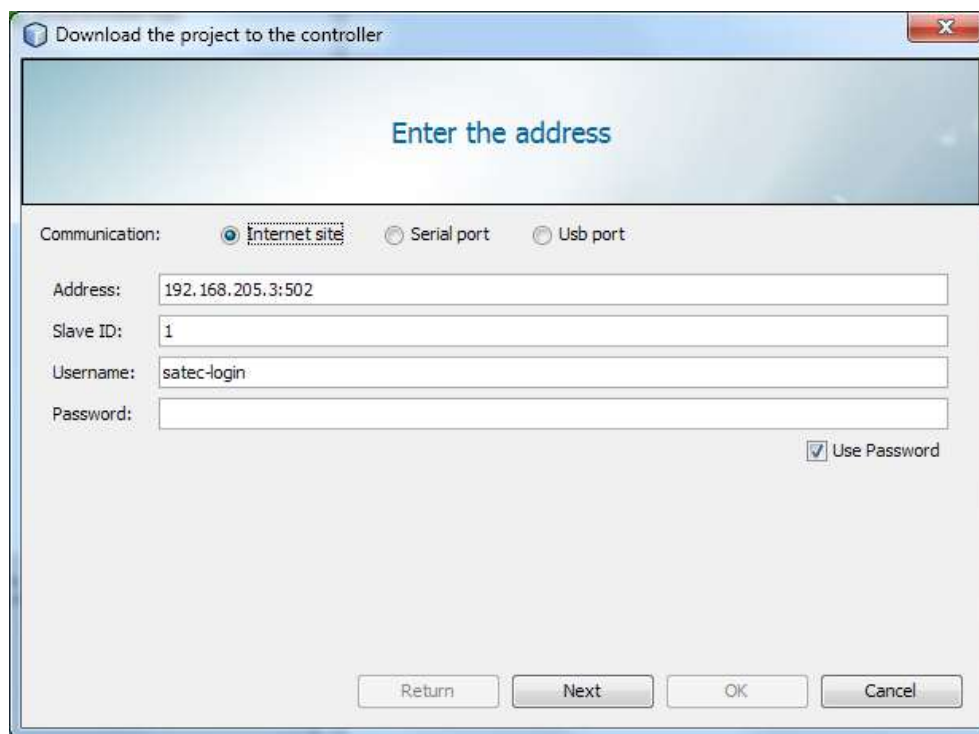 Download the project to the controller
Enter the address
Communication: Internet site Serial port Usb port
Address: 192.168.205.3:502
Slave ID: 1
Username: satec-login
Password:
Use Password
Return Next OK Cancel